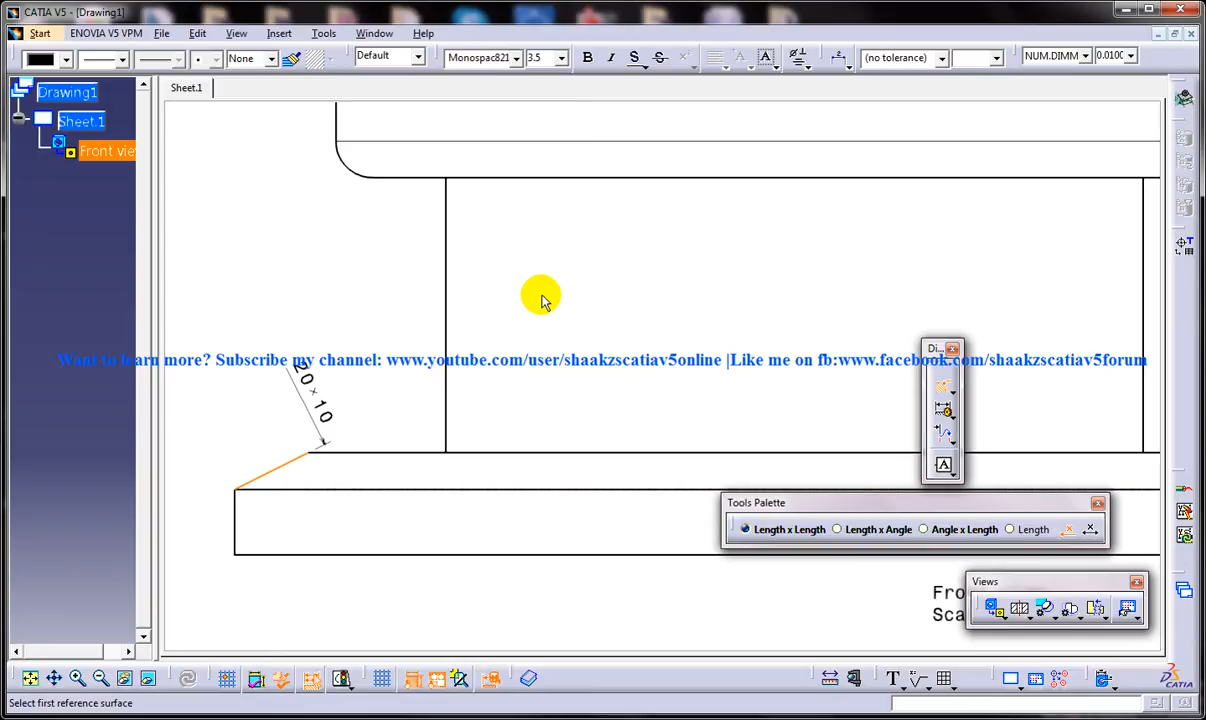 CATIA V5 - [Drawing1]
Start ENOVIA V5 VPM File Edit View Insert Tools Window Help
None Default Monospac821 3.5 B I S S A (no tolerance) NUM.DIMM 0.0100
Drawing1
Sheet.1
Sheet.1
Front vie
Di...
Want to learn more? Subscribe my channel: www.youtube.com/user/shaakzscatiav5online |Like me on fb:www.facebook.com/shaakzscatiav5forum
20×10
A
Tools Palette
Length x Length Length x Angle Angle x Length Length
Views
Fro
Sca
T
Select first reference surface